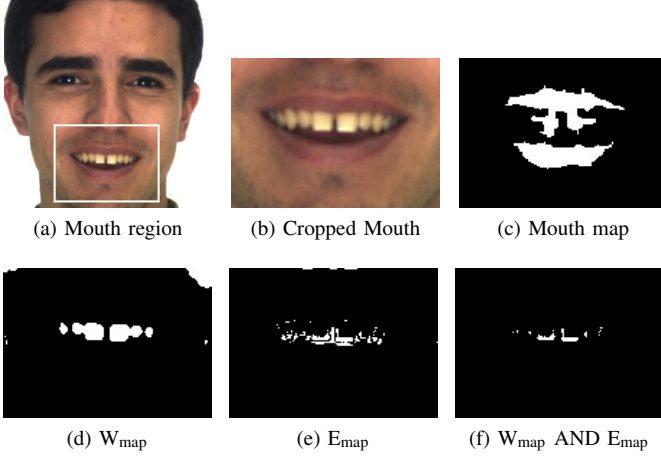 (a) Mouth region
(b) Cropped Mouth
(c) Mouth map
(d) Wmap
(e) Emap
(f) Wmap AND Emap